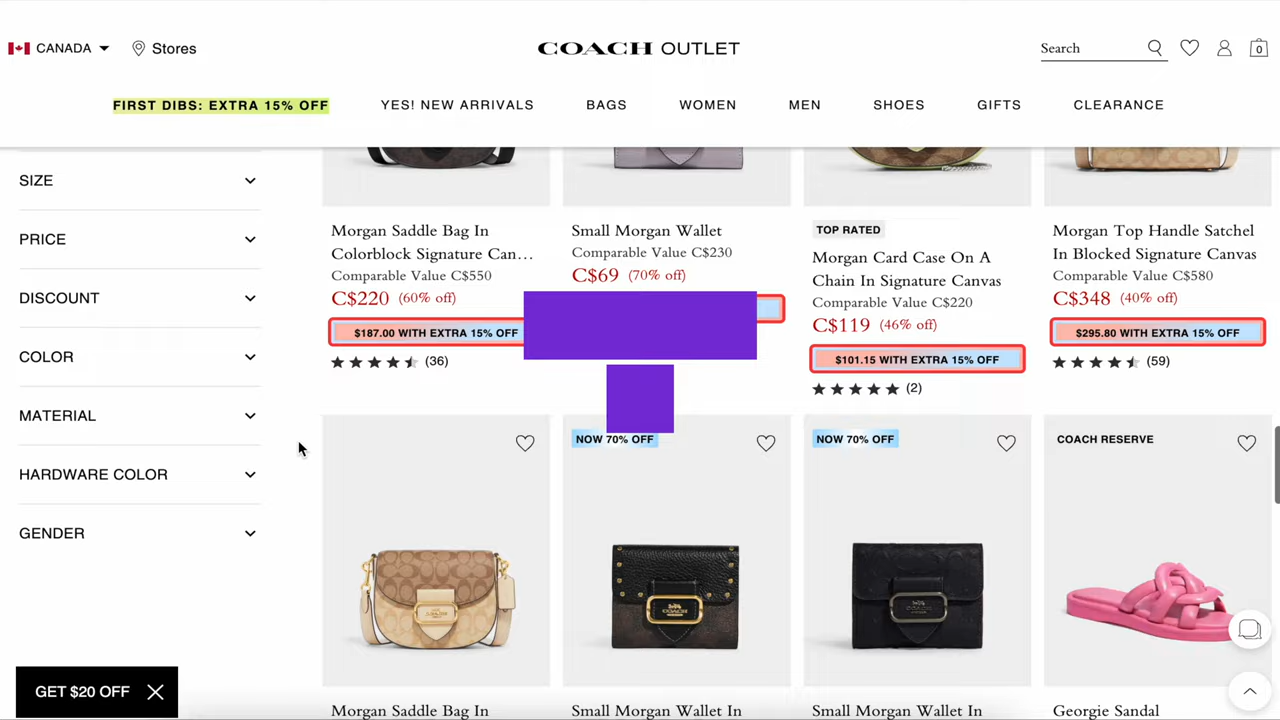 CANADA
Stores
COACH OUTLET
Search
0
FIRST DIBS: EXTRA 15% OFF
YES! NEW ARRIVALS
BAGS
WOMEN
MEN
SHOES
GIFTS
CLEARANCE
SIZE
PRICE
DISCOUNT
COLOR
MATERIAL
HARDWARE COLOR
GENDER
GET $20 OFF
Morgan Saddle Bag In
Colorblock Signature Can…
Comparable Value C$550
C$220 (60% off)
$187.00 WITH EXTRA 15% OFF
(36)
Small Morgan Wallet
Comparable Value C$230
C$69 (70% off)
TOP RATED
Morgan Card Case On A
Chain In Signature Canvas
Comparable Value C$220
C$119 (46% off)
$101.15 WITH EXTRA 15% OFF
(2)
Morgan Top Handle Satchel
In Blocked Signature Canvas
Comparable Value C$580
C$348 (40% off)
$295.80 WITH EXTRA 15% OFF
(59)
NOW 70% OFF
NOW 70% OFF
COACH RESERVE
COACH
Morgan Saddle Bag In
Small Morgan Wallet In
Small Morgan Wallet In
Georgie Sandal